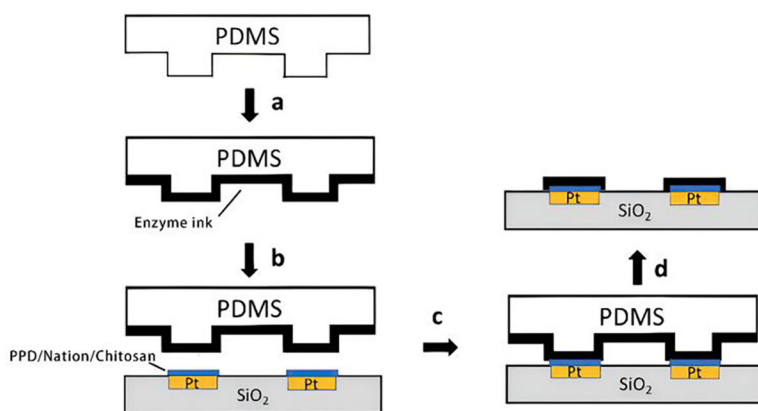 PDMS
a
PDMS
Enzyme ink
b
PDMS
PPD/Nation/Chitosan
Pt
Pt
SiO2
c
PDMS
Pt
Pt
SiO2
d
Pt
Pt
SiO2